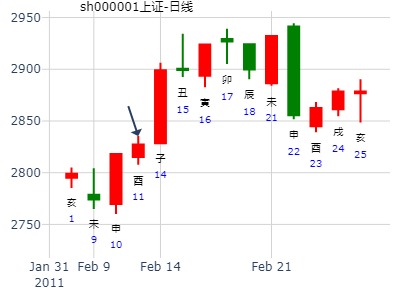 sh000001上证-日线
2950
2900
2850
2800
2750
亥
1
未
9
申
10
酉
11
子
14
丑
15
寅
16
卯
17
辰
18
未
21
申
22
酉
23
戌
24
亥
25
Jan 31
2011
Feb 9
Feb 14
Feb 21